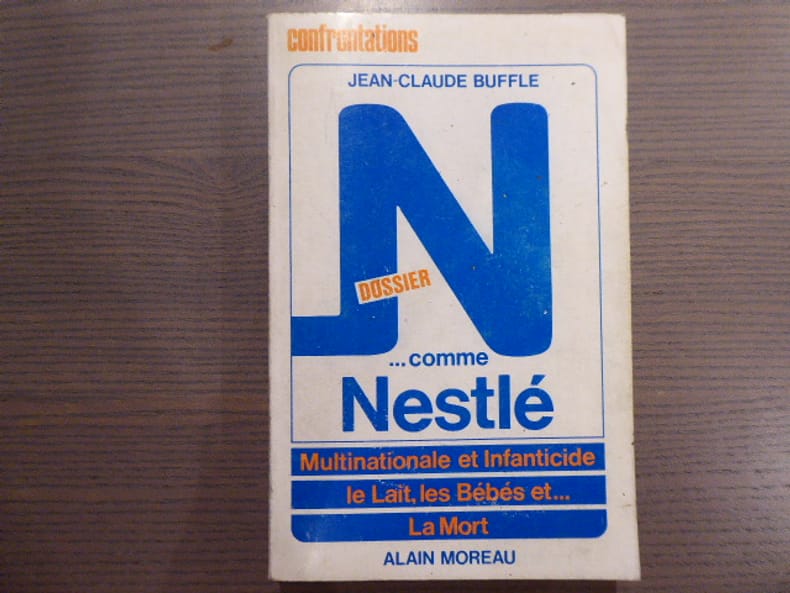 confrontations
JEAN-CLAUDE BUFFLE
N
DOSSIER
...comme
Nestlé
Multinationale et Infanticide
le Lait, les Bébés et...
La Mort
ALAIN MOREAU